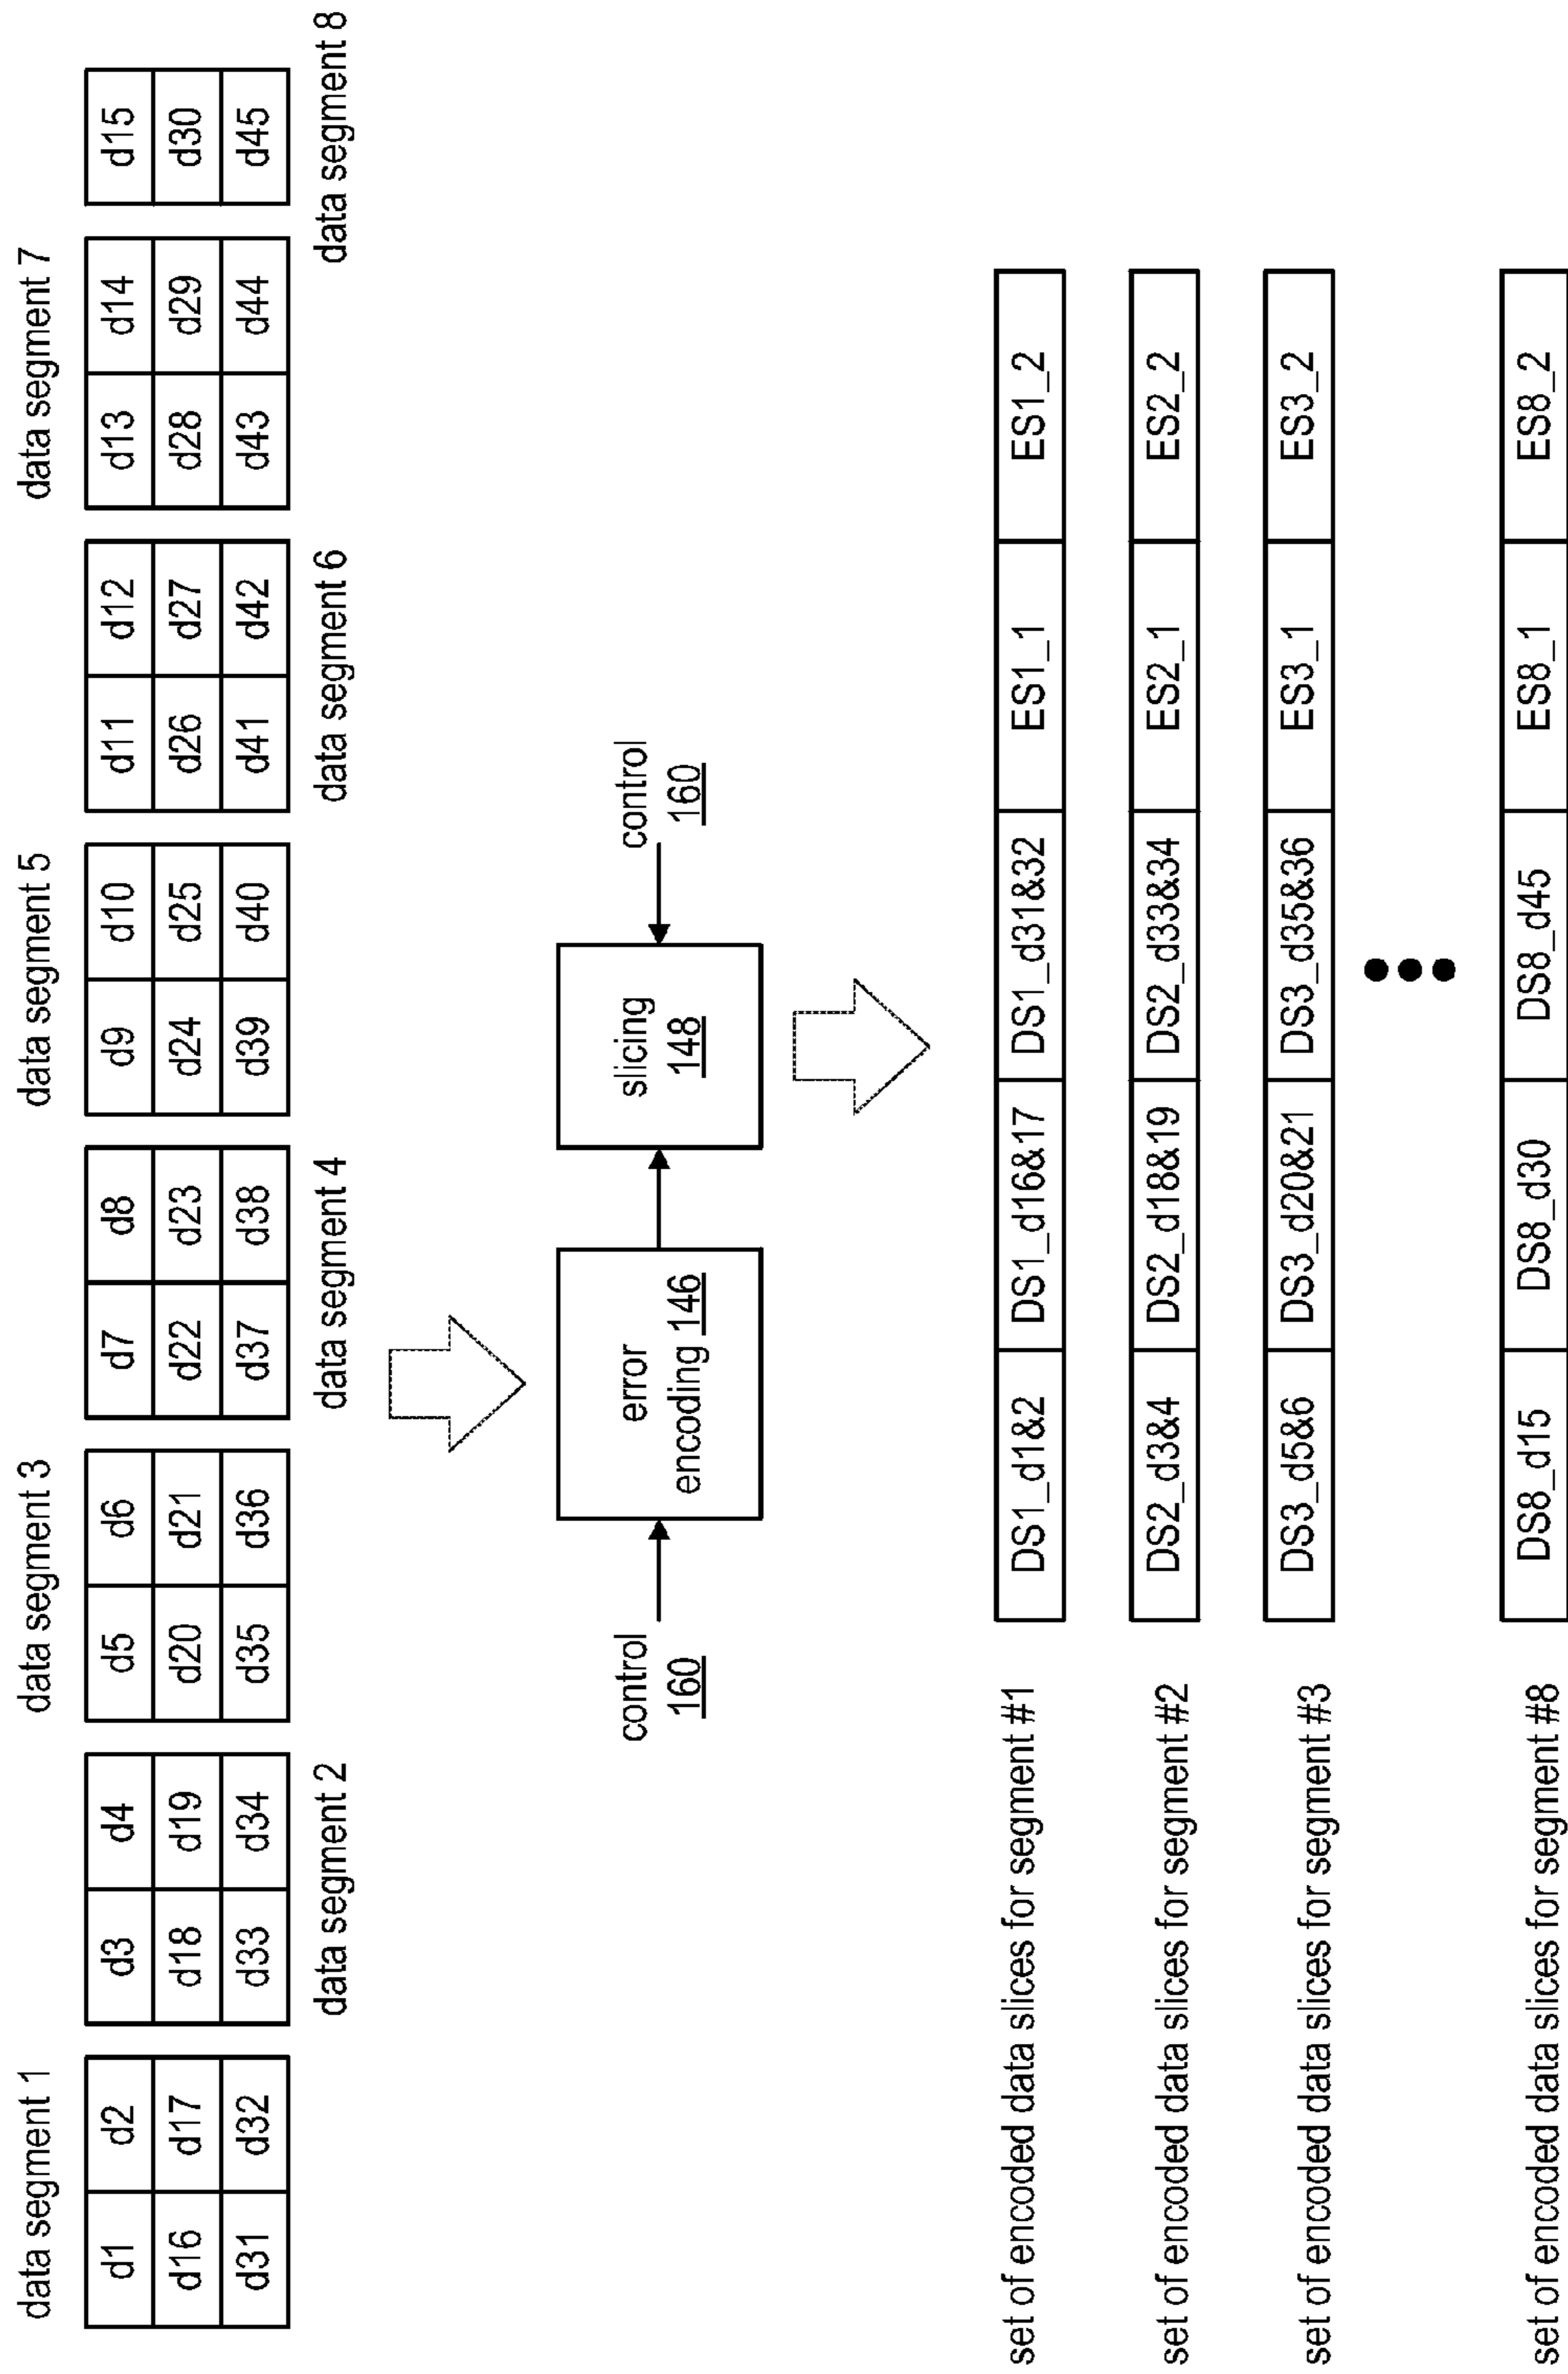 data segment 1
data segment 3
data segment 5
data segment 7
d1 d2 d3 d4 d5 d6 d7 d8 d9 d10 d11 d12 d13 d14 d15
d16 d17 d18 d19 d20 d21 d22 d23 d24 d25 d26 d27 d28 d29 d30
d31 d32 d33 d34 d35 d36 d37 d38 d39 d40 d41 d42 d43 d44 d45
data segment 2
data segment 4
data segment 6
data segment 8
control
160
error
encoding 146
slicing
148
control
160
set of encoded data slices for segment #1
DS1_d1&2 DS1_d16&17 DS1_d31&32 ES1_1 ES1_2
set of encoded data slices for segment #2
DS2_d3&4 DS2_d18&19 DS2_d33&34 ES2_1 ES2_2
set of encoded data slices for segment #3
DS3_d5&6 DS3_d20&21 DS3_d35&36 ES3_1 ES3_2
set of encoded data slices for segment #8
DS8_d15 DS8_d30 DS8_d45 ES8_1 ES8_2